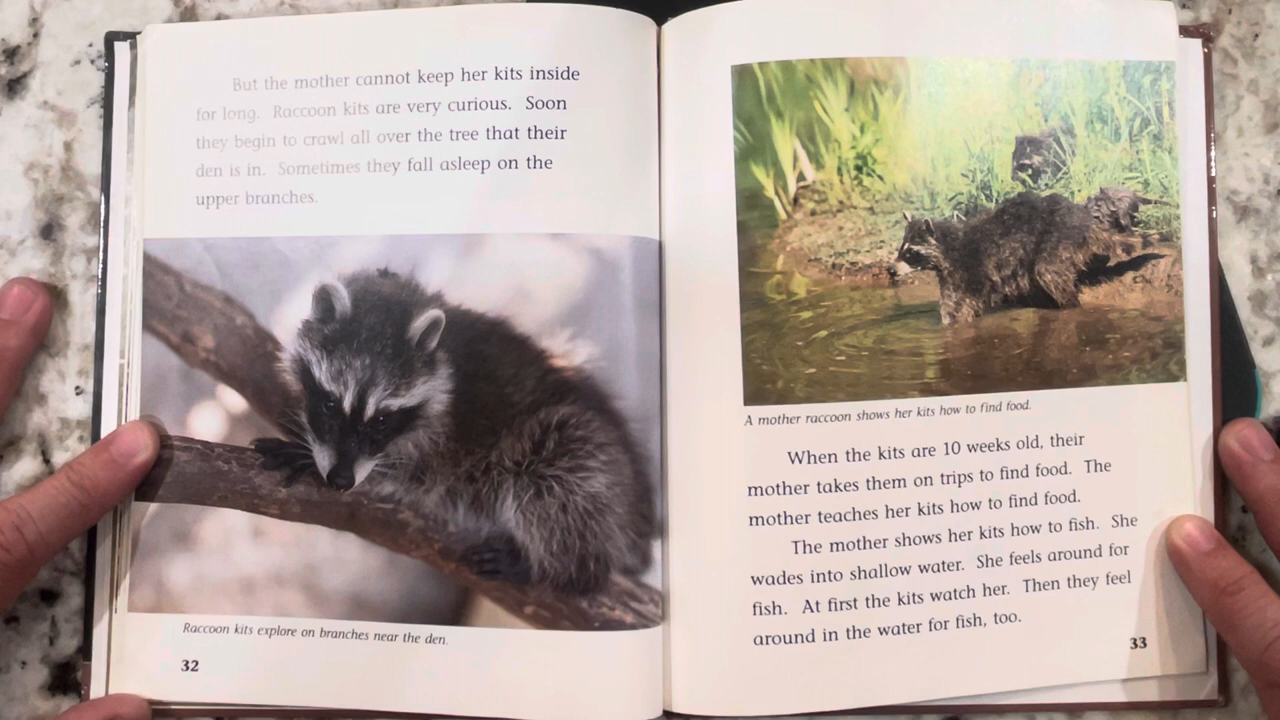 But the mother cannot keep her kits inside
for long. Raccoon kits are very curious. Soon
they begin to crawl all over the tree that their
den is in. Sometimes they fall asleep on the
upper branches.
Raccoon kits explore on branches near the den.
32
A mother raccoon shows her kits how to find food.
When the kits are 10 weeks old, their
mother takes them on trips to find food. The
mother teaches her kits how to find food.
The mother shows her kits how to fish. She
wades into shallow water. She feels around for
fish. At first the kits watch her. Then they feel
around in the water for fish, too.
33